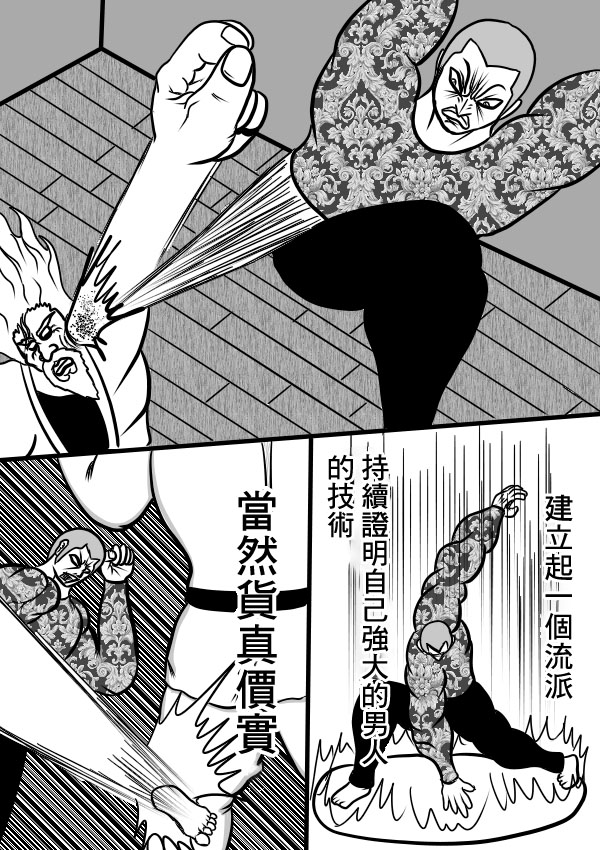 建立起一個流派
持續證明自己強大的男人
的技術
當然貨真價實